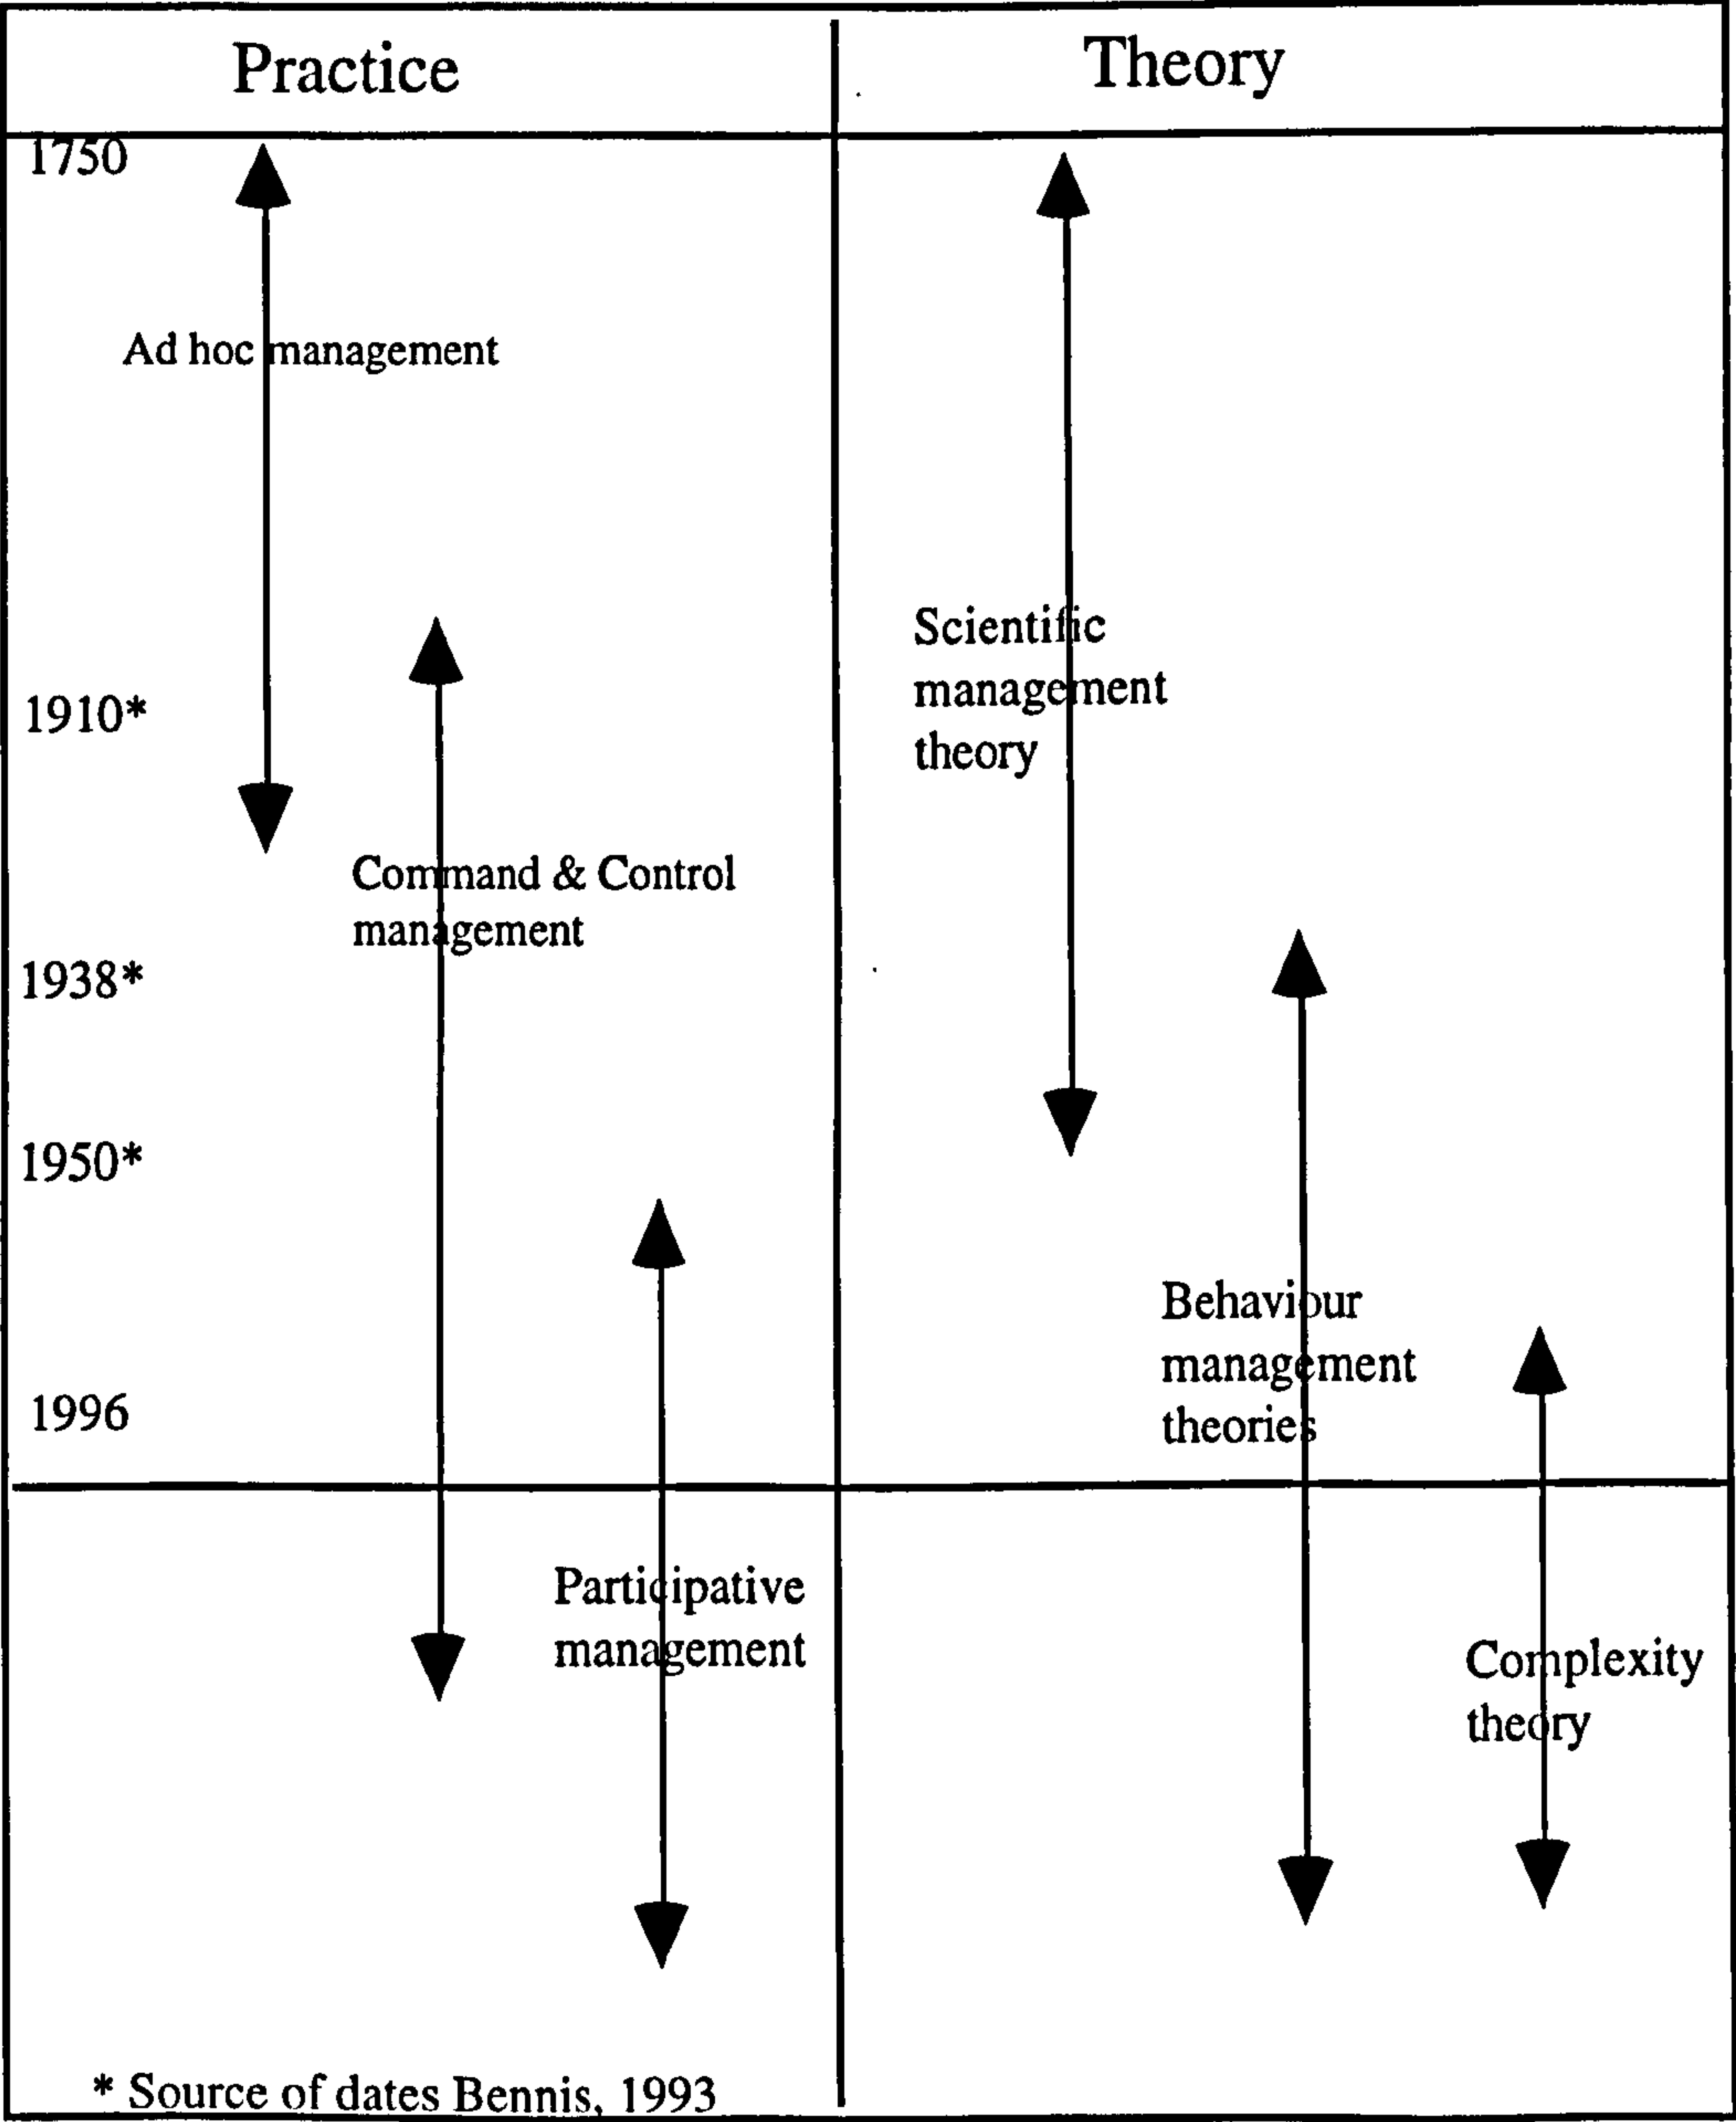 Practice
Theory
1750
Ad hoc management
Scientific
management
theory
1910*
Command & Control
management
1938*
1950*
Behaviour
management
theories
1996
Participative
management
Complexity
theory
* Source of dates Bennis, 1993